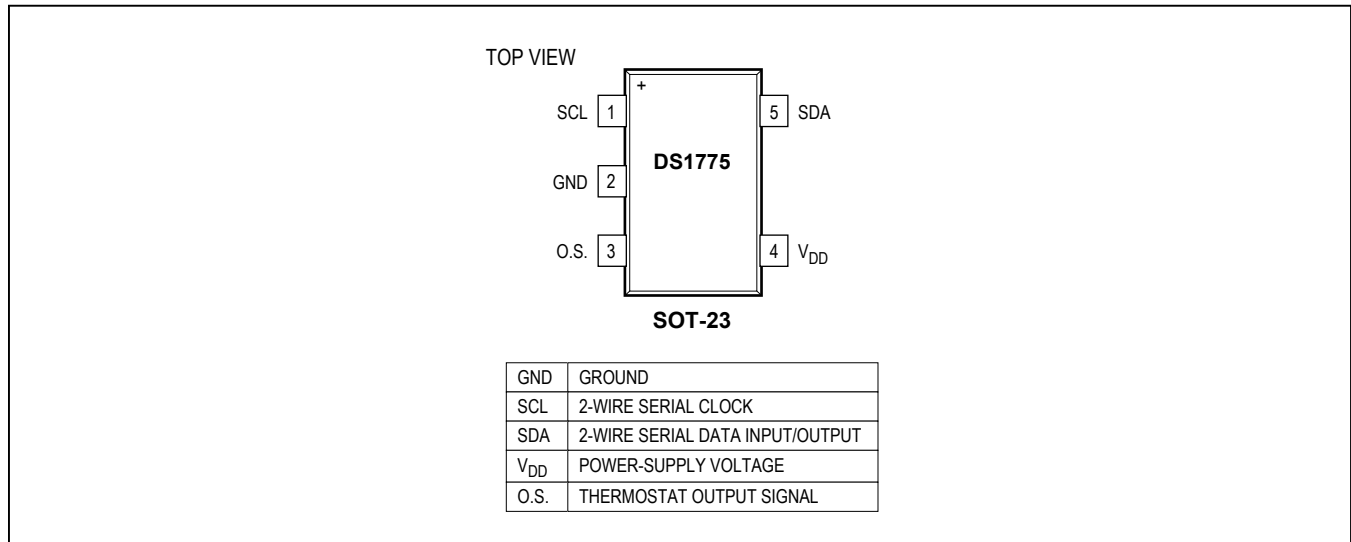 TOP VIEW
+
SCL 1
5 SDA
DS1775
GND 2
O.S. 3
4 VDD
SOT-23
GND GROUND
SCL 2-WIRE SERIAL CLOCK
SDA 2-WIRE SERIAL DATA INPUT/OUTPUT
VDD POWER-SUPPLY VOLTAGE
O.S. THERMOSTAT OUTPUT SIGNAL